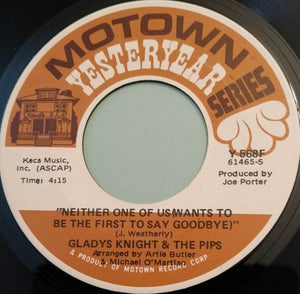 MOTOWN
YESTERYEAR
SERIES
Keca Music,
Inc. (ASCAP)
Time: 4:15
Y 568F
61465-S
Produced by
Joe Porter
"NEITHER ONE OF US(WANTS TO
BE THE FIRST TO SAY GOODBYE)"
(J. Weatherly)
GLADYS KNIGHT & THE PIPS
Arranged by Artie Butler
& Michael O'Martian
A PRODUCT OF MOTOWN RECORD CORP.